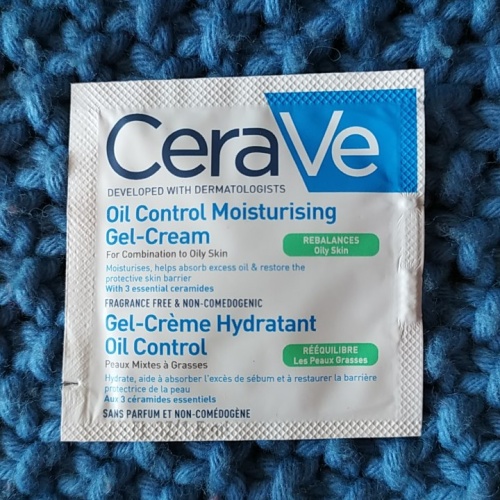 CeraVe
DEVELOPED WITH DERMATOLOGISTS
Oil Control Moisturising
Gel-Cream
For Combination to Oily Skin
REBALANCES
Oily Skin
Moisturises, helps absorb excess oil & restore the
protective skin barrier
With 3 essential ceramides
FRAGRANCE FREE & NON-COMEDOGENIC
Gel-Crème Hydratant
Oil Control
Peaux Mixtes à Grasses
RÉÉQUILIBRE
Les Peaux Grasses
Hydrate, aide à absorber l'excès de sébum et à restaurer la barrière
protectrice de la peau
Aux 3 céramides essentiels
SANS PARFUM ET NON-COMÉDOGÈNE